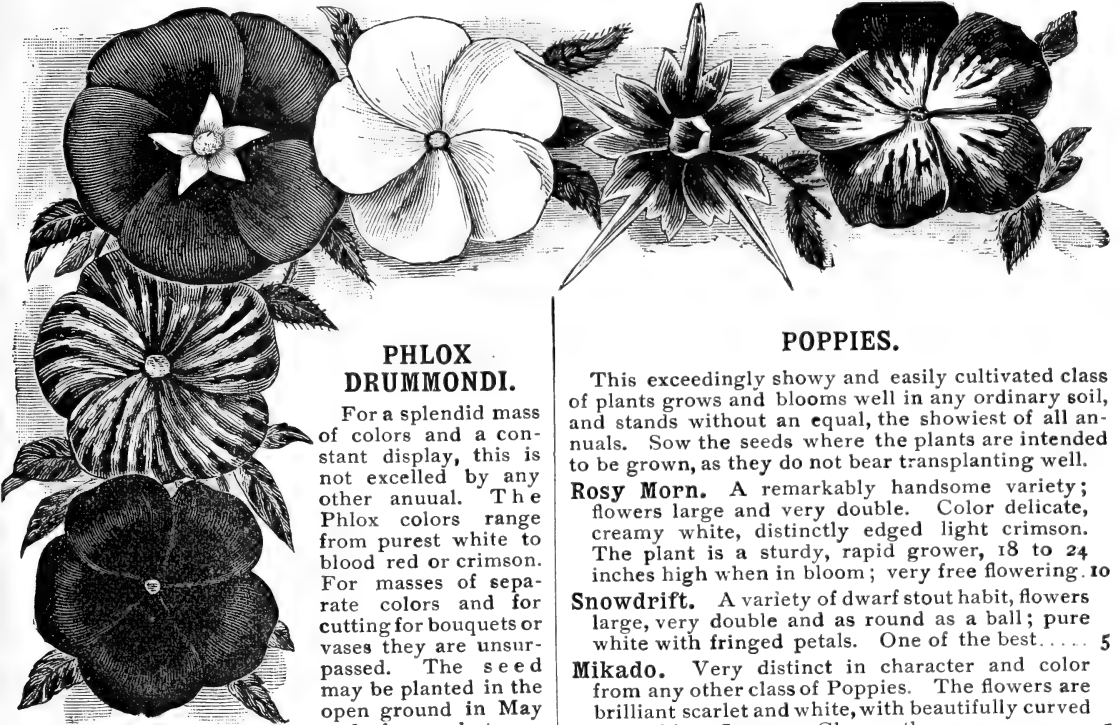 PHLOX
DRUMMONDI.
For a splendid mass
of colors and a con-
stant display, this is
not excelled by any
other anuual. The
Phlox colors range
from purest white to
blood red or crimson.
For masses of sepa-
rate colors and for
cutting for bouquets or
vases they are unsur-
passed. The seed
may be planted in the
open ground in May
POPPIES.
This exceedingly showy and easily cultivated class
of plants grows and blooms well in any ordinary soil,
and stands without an equal, the showiest of all an-
nuals. Sow the seeds where the plants are intended
to be grown, as they do not bear transplanting well.
Rosy Morn. A remarkably handsome variety;
flowers large and very double. Color delicate,
creamy white, distinctly edged light crimson.
The plant is a sturdy, rapid grower, 18 to 24
inches high when in bloom; very free flowering. 10
Snowdrift. A variety of dwarf stout habit, flowers
large, very double and as round as a ball; pure
white with fringed petals. One of the best..... 5
Mikado. Very distinct in character and color
from any other class of Poppies. The flowers are
brilliant scarlet and white, with beautifully curved